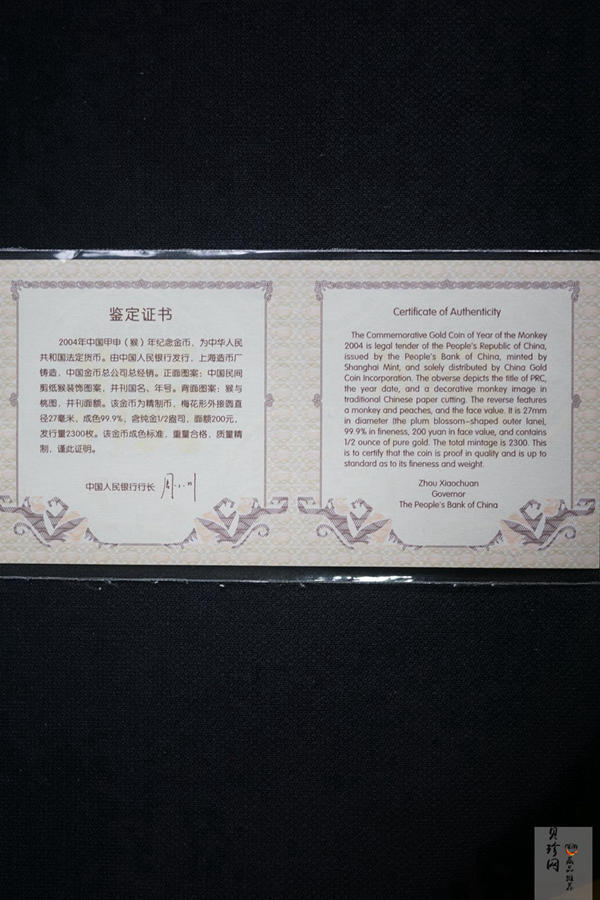 鉴定证书
2004年中国甲申（猴）年纪念金币，为中华人民
共和国法定货币。由中国人民银行发行，上海造币厂
铸造，中国金币总公司总经销。正面图案：中国民间
剪纸猴装饰图案，并刊国名、年号。背面图案：猴与
桃图，并刊面额。该金币为精制币，梅花形外接圆直
径27毫米，成色99.9%，含纯金1/2盎司，面额200元，
发行量2300枚。该金币成色标准，重量合格，质量精
制，谨此证明。
中国人民银行行长
Certificate of Authenticity
The Commemorative Gold Coin of Year of the Monkey
2004 is legal tender of the People's Republic of China,
issued by the People's Bank of China, minted by
Shanghai Mint, and solely distributed by China Gold
Coin Incorporation. The obverse depicts the title of PRC,
the year date, and a decorative monkey image in
traditional Chinese paper cutting. The reverse features
a monkey and peaches, and the face value. It is 27mm
in diameter (the plum blossom-shaped outer lane),
99.9% in fineness, 200 yuan in face value, and contains
1/2 ounce of pure gold. The total mintage is 2300. This
is to certify that the coin is proof in quality and is up to
standard as to its fineness and weight.
Zhou Xiaochuan
Governor
The People's Bank of China
贝珍网
藏品推荐